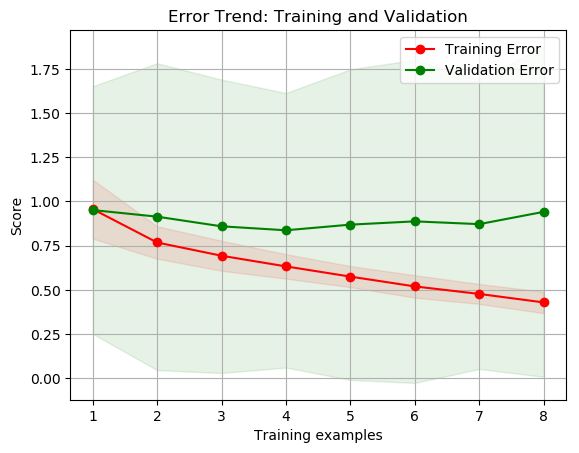 Error Trend: Training and Validation
Training Error
Validation Error
Score
1.75
1.50
1.25
1.00
0.75
0.50
0.25
0.00
1 2 3 4 5 6 7 8
Training examples